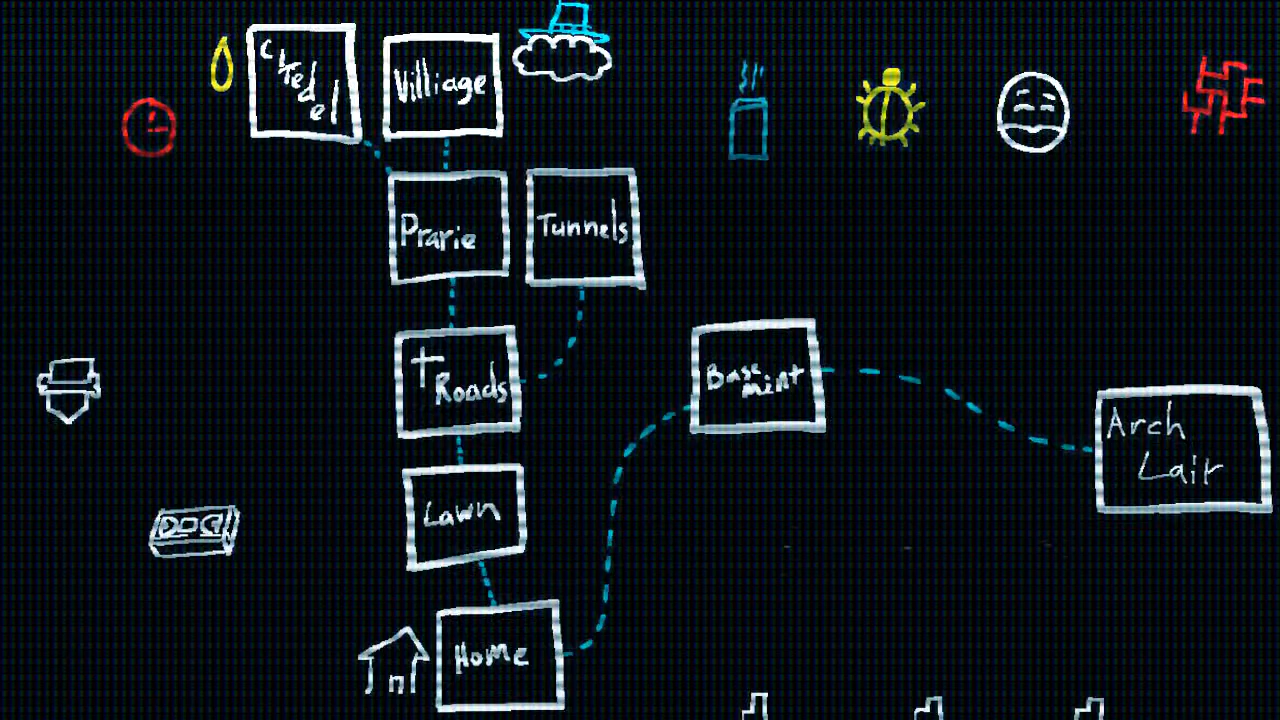 Citedel
Villiage
Prarie
Tunnels
T
Roads
Base
mint
Arch
Lair
Lawn
Home